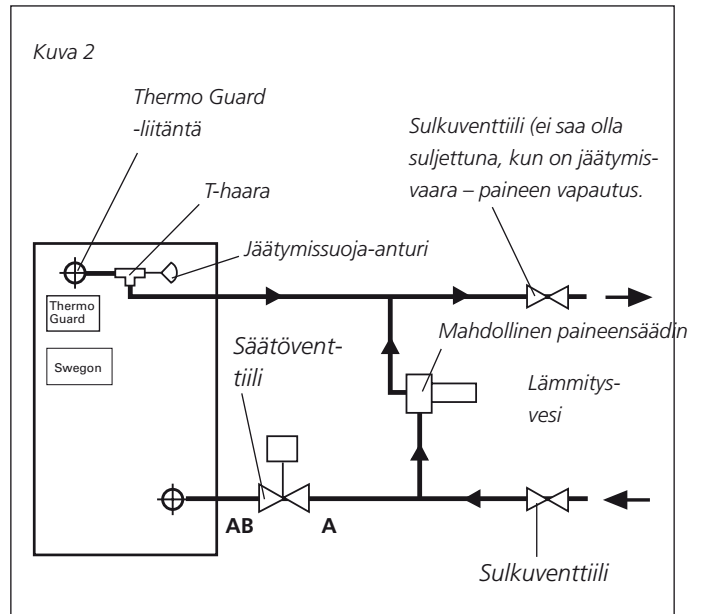 Kuva 2
Thermo Guard
-liitäntä
T-haara
Jäätymissuoja-anturi
Sulkuventtiili (ei saa olla
suljettuna, kun on jäätymis-
vaara – paineen vapautus.
Thermo
Guard
Swegon
Säätövent-
tiili
Mahdollinen paineensäädin
Lämmitys-
vesi
AB
A
Sulkuventtiili